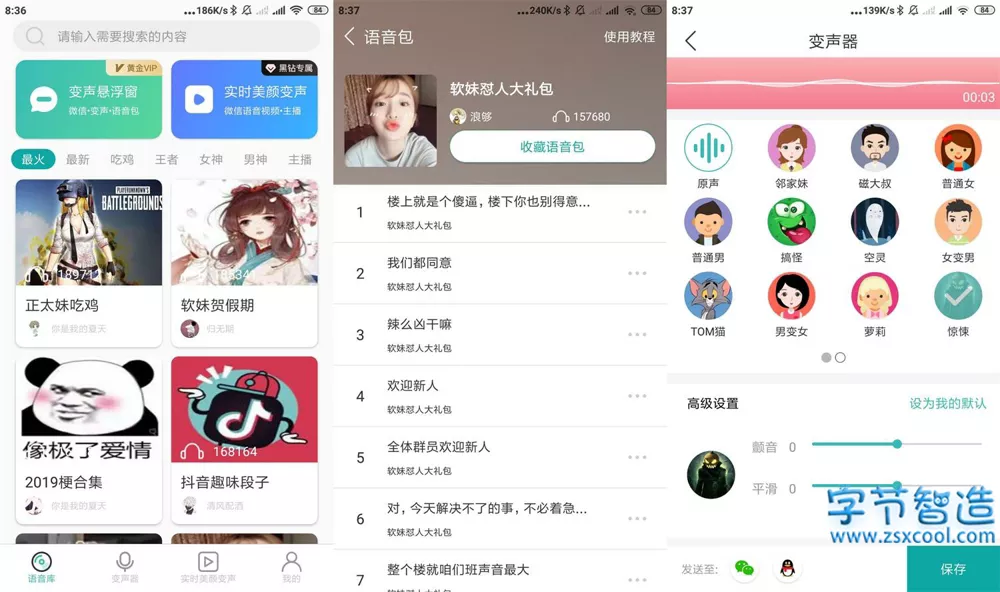 8:36
...186K/s
84
请输入需要搜索的内容
黄金VIP
变声悬浮窗
微信·变声·语音包
黑钻专属
实时美颜变声
微信语音视频·主播
最火
最新
吃鸡
王者
女神
男神
主播
PLAYERUNKNOWN'S
BATTLEGROUNDS
189712
正太妹吃鸡
你是我的夏天
185341
软妹贺假期
归无期
像极了爱情
2019梗合集
你是我的夏天
168164
抖音趣味段子
清风配酒
语音库
变声器
实时美颜变声
我的
8:37
...240K/s
84
语音包
使用教程
软妹怼人大礼包
浪够
157680
收藏语音包
1
楼上就是个傻逼，楼下你也别得意...
软妹怼人大礼包
2
我们都同意
软妹怼人大礼包
3
辣么凶干嘛
软妹怼人大礼包
4
欢迎新人
软妹怼人大礼包
5
全体群员欢迎新人
软妹怼人大礼包
6
对，今天解决不了的事，不必着急...
软妹怼人大礼包
7
整个楼就咱们班声音最大
软妹怼人大礼包
8:37
...139K/s
84
变声器
00:03
原声
邻家妹
磁大叔
普通女
普通男
搞怪
空灵
女变男
TOM猫
男变女
萝莉
惊悚
高级设置
设为我的默认
颤音 0
平滑 0
字节智造
www.zsxcool.com
发送至:
保存